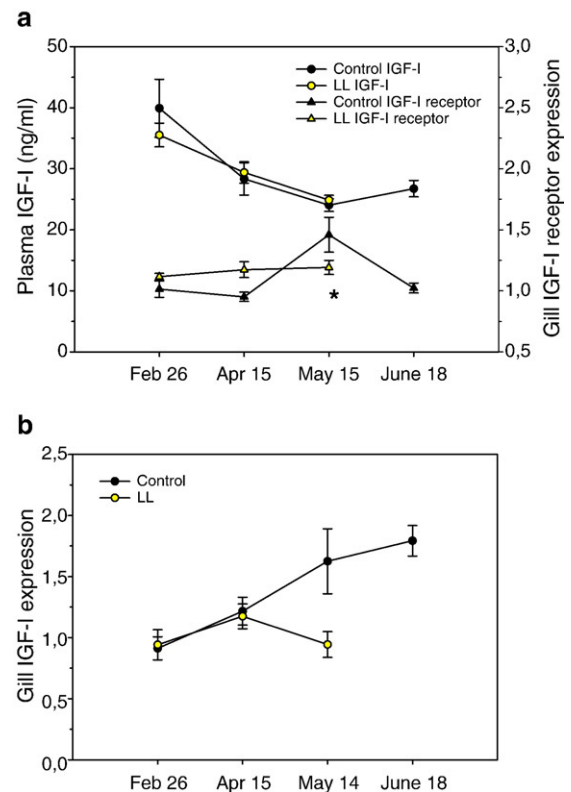 a
50
40
30
20
10
0
3,0
2,5
2,0
1,5
1,0
0,5
Plasma IGF-I (ng/ml)
Gill IGF-I receptor expression
Control IGF-I
LL IGF-I
Control IGF-I receptor
LL IGF-I receptor
*
Feb 26 Apr 15 May 15 June 18
b
2,5
2,0
1,5
1,0
0,5
0,0
Gill IGF-I expression
Control
LL
Feb 26 Apr 15 May 14 June 18